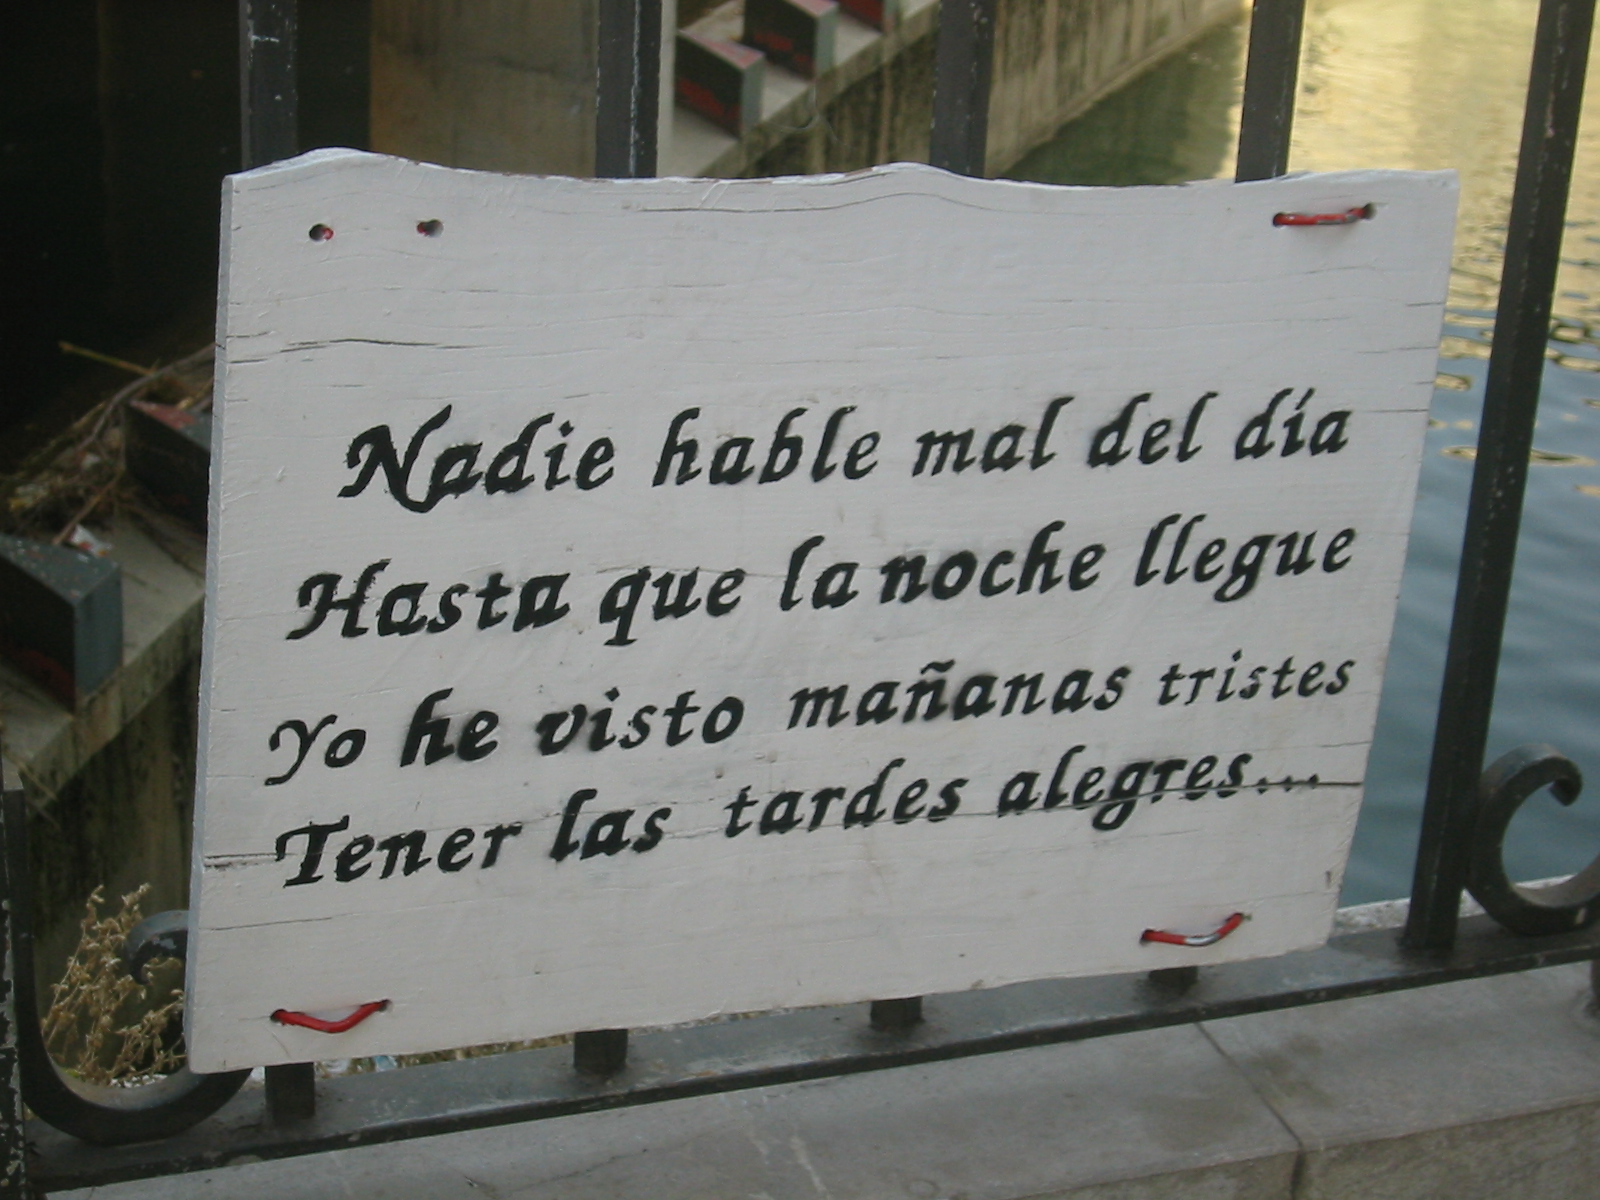 Nadie hable mal del día
Hasta que la noche llegue
Yo he visto mañanas tristes
Tener las tardes alegres...